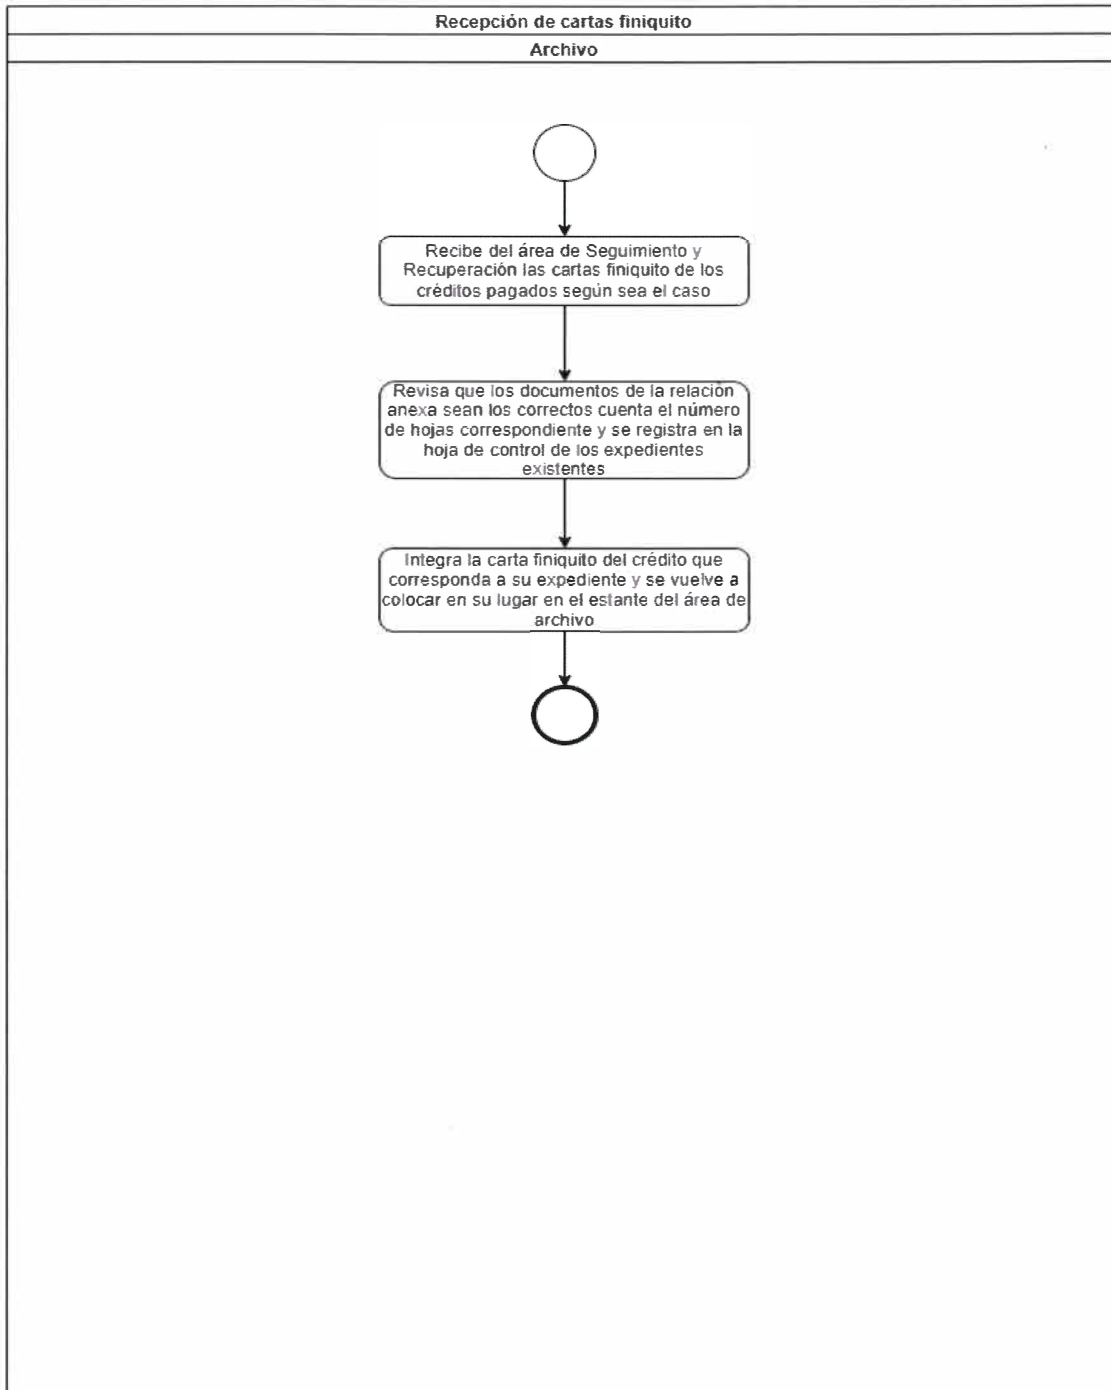 Recepción de cartas finiquito
Archivo
Recibe del área de Seguimiento y
Recuperación las cartas finiquito de los
créditos pagados según sea el caso
Revisa que los documentos de la relación
anexa sean los correctos cuenta el número
de hojas correspondiente y se registra en la
hoja de control de los expedientes
existentes
Integra la carta finiquito del crédito que
corresponda a su expediente y se vuelve a
colocar en su lugar en el estante del área de
archivo